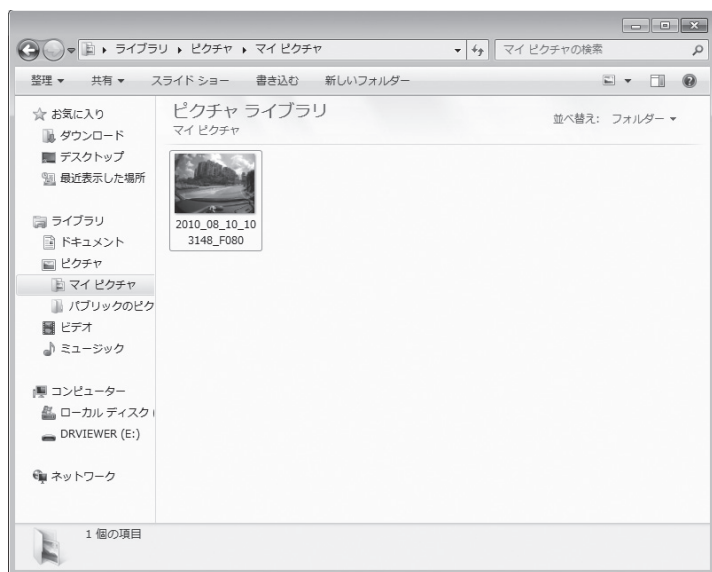 ライブラリ ピクチャ マイ ピクチャ
マイ ピクチャの検索
整理 共有 スライド ショー 書き込む 新しいフォルダー
お気に入り
ダウンロード
デスクトップ
最近表示した場所
ライブラリ
ドキュメント
ピクチャ
マイ ピクチャ
パブリックのピク
ビデオ
ミュージック
コンピューター
ローカル ディスク (
DRVIEWER (E:)
ネットワーク
ピクチャ ライブラリ
マイ ピクチャ
並べ替え: フォルダー
2010_08_10_10
3148_F080
1 個の項目